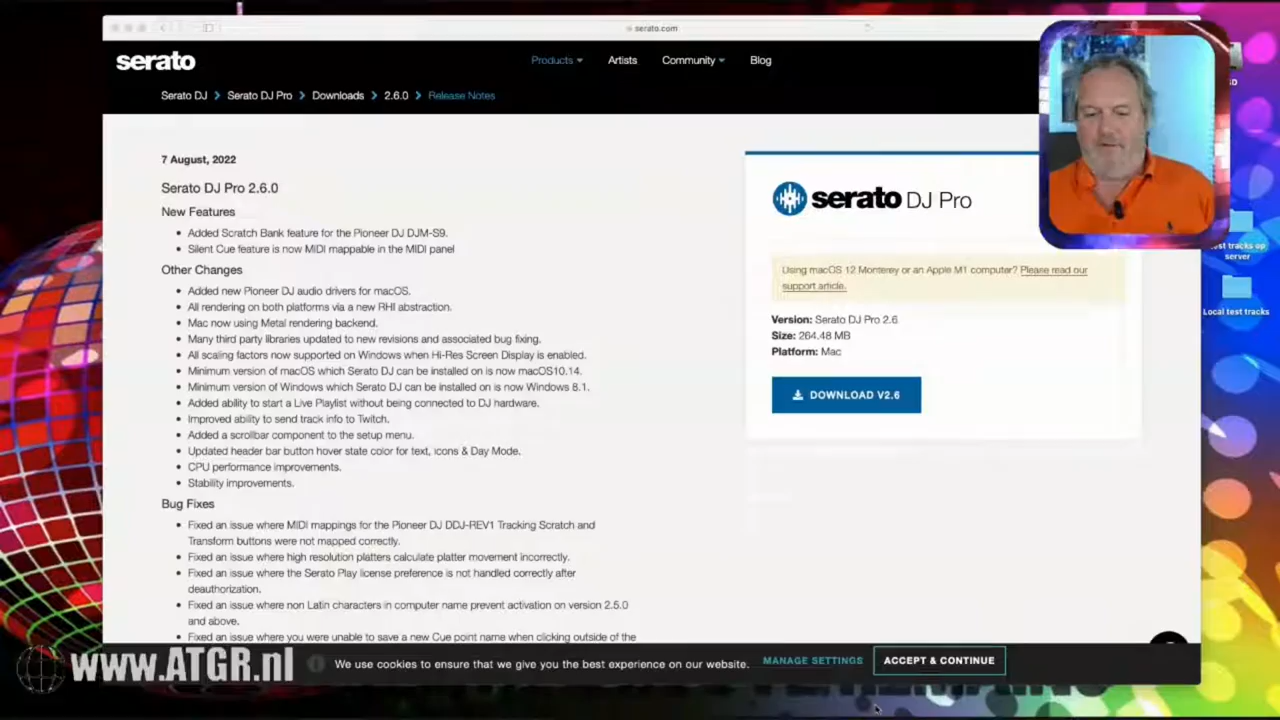 serato.com
serato
Products
Artists
Community
Blog
Serato DJ
Serato DJ Pro
Downloads
2.6.0
Release Notes
7 August, 2022
Serato DJ Pro 2.6.0
New Features
Added Scratch Bank feature for the Pioneer DJ DJM-S9.
Silent Cue feature is now MIDI mappable in the MIDI panel
Other Changes
Added new Pioneer DJ audio drivers for macOS.
All rendering on both platforms via a new RHI abstraction.
Mac now using Metal rendering backend.
Many third party libraries updated to new revisions and associated bug fixing.
All scaling factors now supported on Windows when Hi-Res Screen Display is enabled.
Minimum version of macOS which Serato DJ can be installed on is now macOS10.14.
Minimum version of Windows which Serato DJ can be installed on is now Windows 8.1.
Added ability to start a Live Playlist without being connected to DJ hardware.
Improved ability to send track info to Twitch.
Added a scrollbar component to the setup menu.
Updated header bar button hover state color for text, icons & Day Mode.
CPU performance improvements.
Stability improvements.
Bug Fixes
Fixed an issue where MIDI mappings for the Pioneer DJ DDJ-REV1 Tracking Scratch and
Transform buttons were not mapped correctly.
Fixed an issue where high resolution platters calculate platter movement incorrectly.
Fixed an issue where the Serato Play license preference is not handled correctly after
deauthorization.
Fixed an issue where non Latin characters in computer name prevent activation on version 2.5.0
and above.
Fixed an issue where you were unable to save a new Cue point name when clicking outside of the
serato DJ Pro
Using macOS 12 Monterey or an Apple M1 computer? Please read our
support article.
Version: Serato DJ Pro 2.6
Size: 264.48 MB
Platform: Mac
DOWNLOAD V2.6
tracks op
server
Local test tracks
www.ATGR.nl
We use cookies to ensure that we give you the best experience on our website.
MANAGE SETTINGS
ACCEPT & CONTINUE